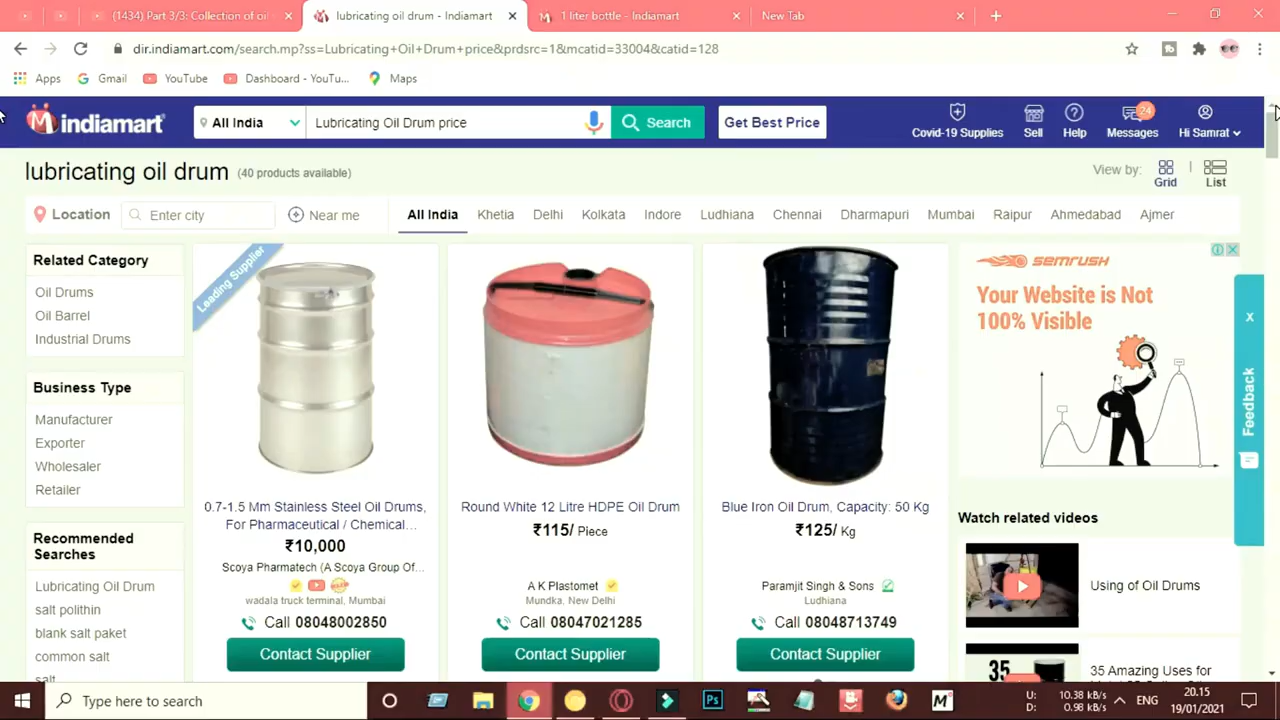 (1434) Part 3/3: Collection of oil
lubricating oil drum - Indiamart
1 liter bottle - Indiamart
New Tab
dir.indiamart.com/search.mp?ss=Lubricating+Oil+Drum+price&prdsrc=1&mcatid=33004&catid=128
Apps
Gmail
YouTube
Dashboard - YouTu...
Maps
indiamart
All India
Lubricating Oil Drum price
Search
Get Best Price
Covid-19 Supplies
Sell
Help
24
Messages
Hi Samrat
lubricating oil drum (40 products available)
View by:
Grid
List
Location
Enter city
Near me
All India
Khetia
Delhi
Kolkata
Indore
Ludhiana
Chennai
Dharmapuri
Mumbai
Raipur
Ahmedabad
Ajmer
Related Category
Oil Drums
Oil Barrel
Industrial Drums
Business Type
Manufacturer
Exporter
Wholesaler
Retailer
Recommended
Searches
Lubricating Oil Drum
salt polithin
blank salt paket
common salt
salt
Leading Supplier
0.7-1.5 Mm Stainless Steel Oil Drums,
For Pharmaceutical / Chemical...
₹10,000
Scoya Pharmatech (A Scoya Group Of...
wadala truck terminal, Mumbai
Call 08048002850
Contact Supplier
Round White 12 Litre HDPE Oil Drum
₹115/ Piece
A K Plastomet
Mundka, New Delhi
Call 08047021285
Contact Supplier
Blue Iron Oil Drum, Capacity: 50 Kg
₹125/ Kg
Paramjit Singh & Sons
Ludhiana
Call 08048713749
Contact Supplier
SEMRUSH
Your Website is Not
100% Visible
x
Feedback
Watch related videos
Using of Oil Drums
35
35 Amazing Uses for
Type here to search
Ps
U:
D:
10.38 kB/s
0.98 kB/s
ENG
20.15
19/01/2021